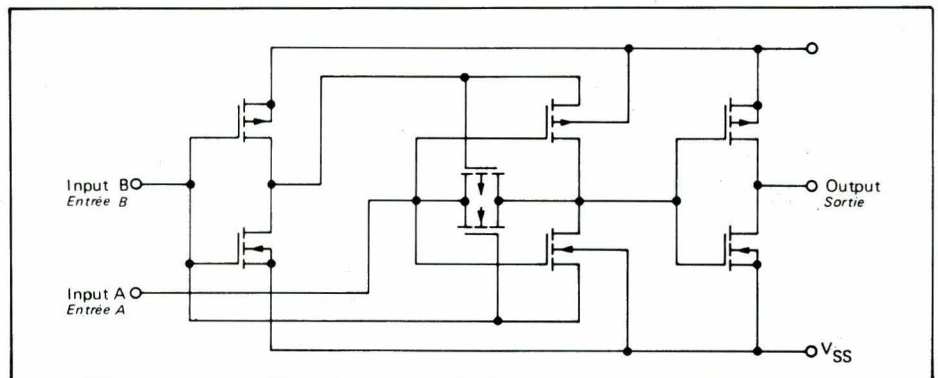 Input B
Entrée B
Input A
Entrée A
Output
Sortie
VSS